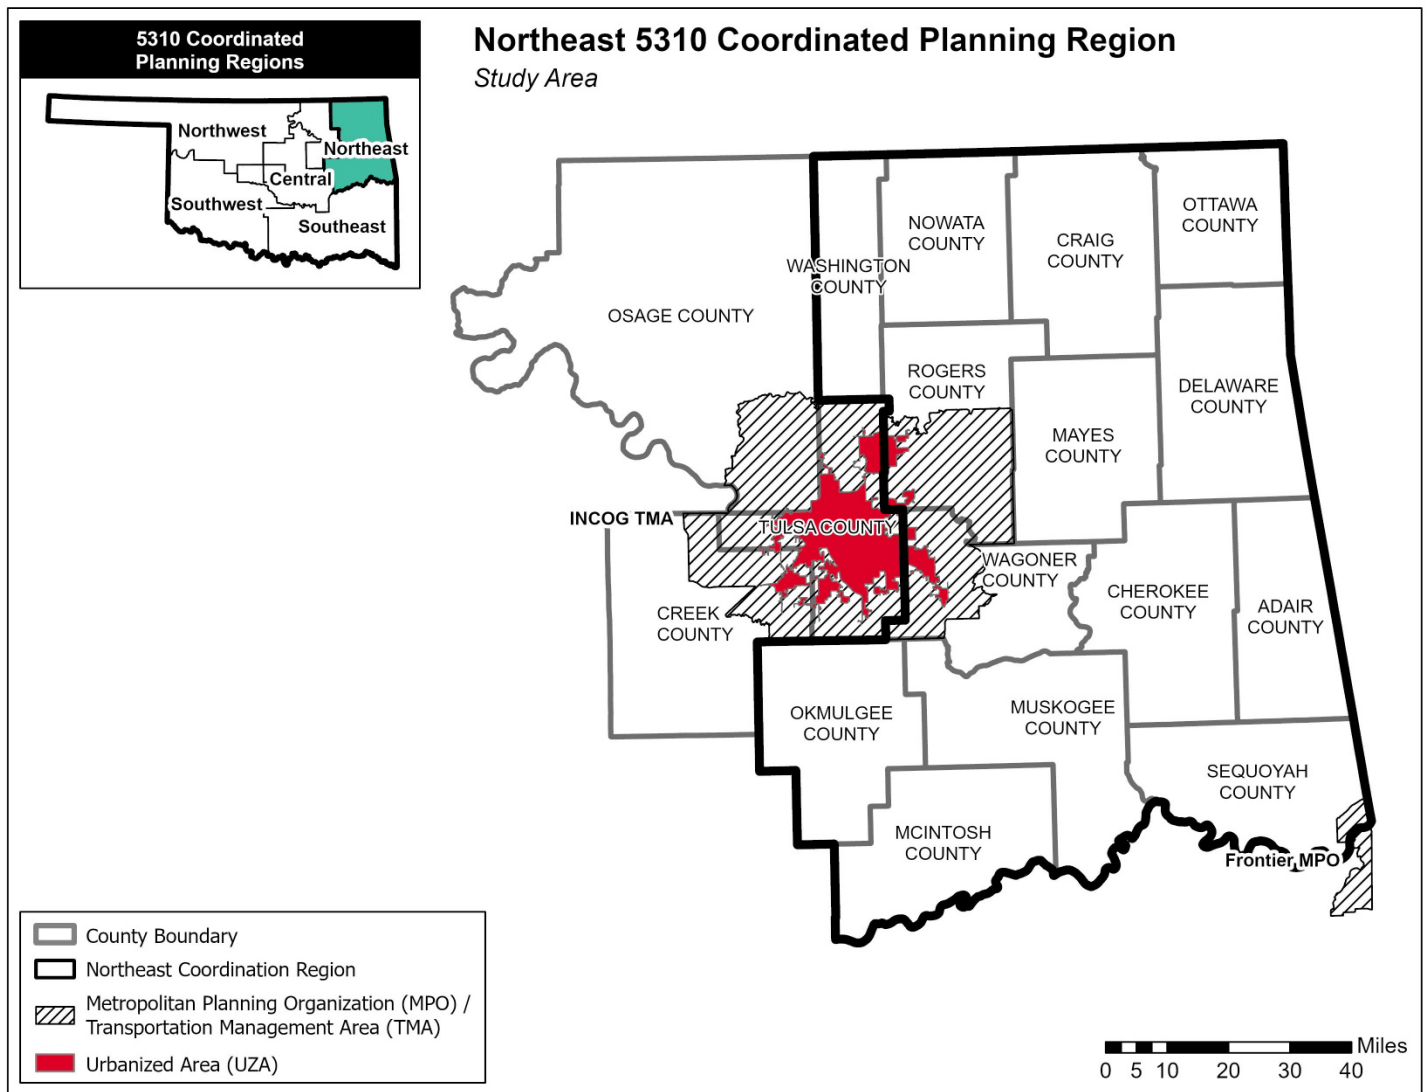 5310 Coordinated
Planning Regions
Northwest
Northeast
Central
Southwest
Southeast
Northeast 5310 Coordinated Planning Region
Study Area
OTTAWA
COUNTY
NOWATA
COUNTY
CRAIG
COUNTY
WASHINGTON
COUNTY
OSAGE COUNTY
ROGERS
COUNTY
DELAWARE
COUNTY
MAYES
COUNTY
INCOG TMA
TULSA COUNTY
WAGONER
COUNTY
CHEROKEE
COUNTY
ADAIR
COUNTY
CREEK
COUNTY
OKMULGEE
COUNTY
MUSKOGEE
COUNTY
SEQUOYAH
COUNTY
MCINTOSH
COUNTY
Frontier MPO
County Boundary
Northeast Coordination Region
Metropolitan Planning Organization (MPO) /
Transportation Management Area (TMA)
Urbanized Area (UZA)
Miles
0 5 10 20 30 40